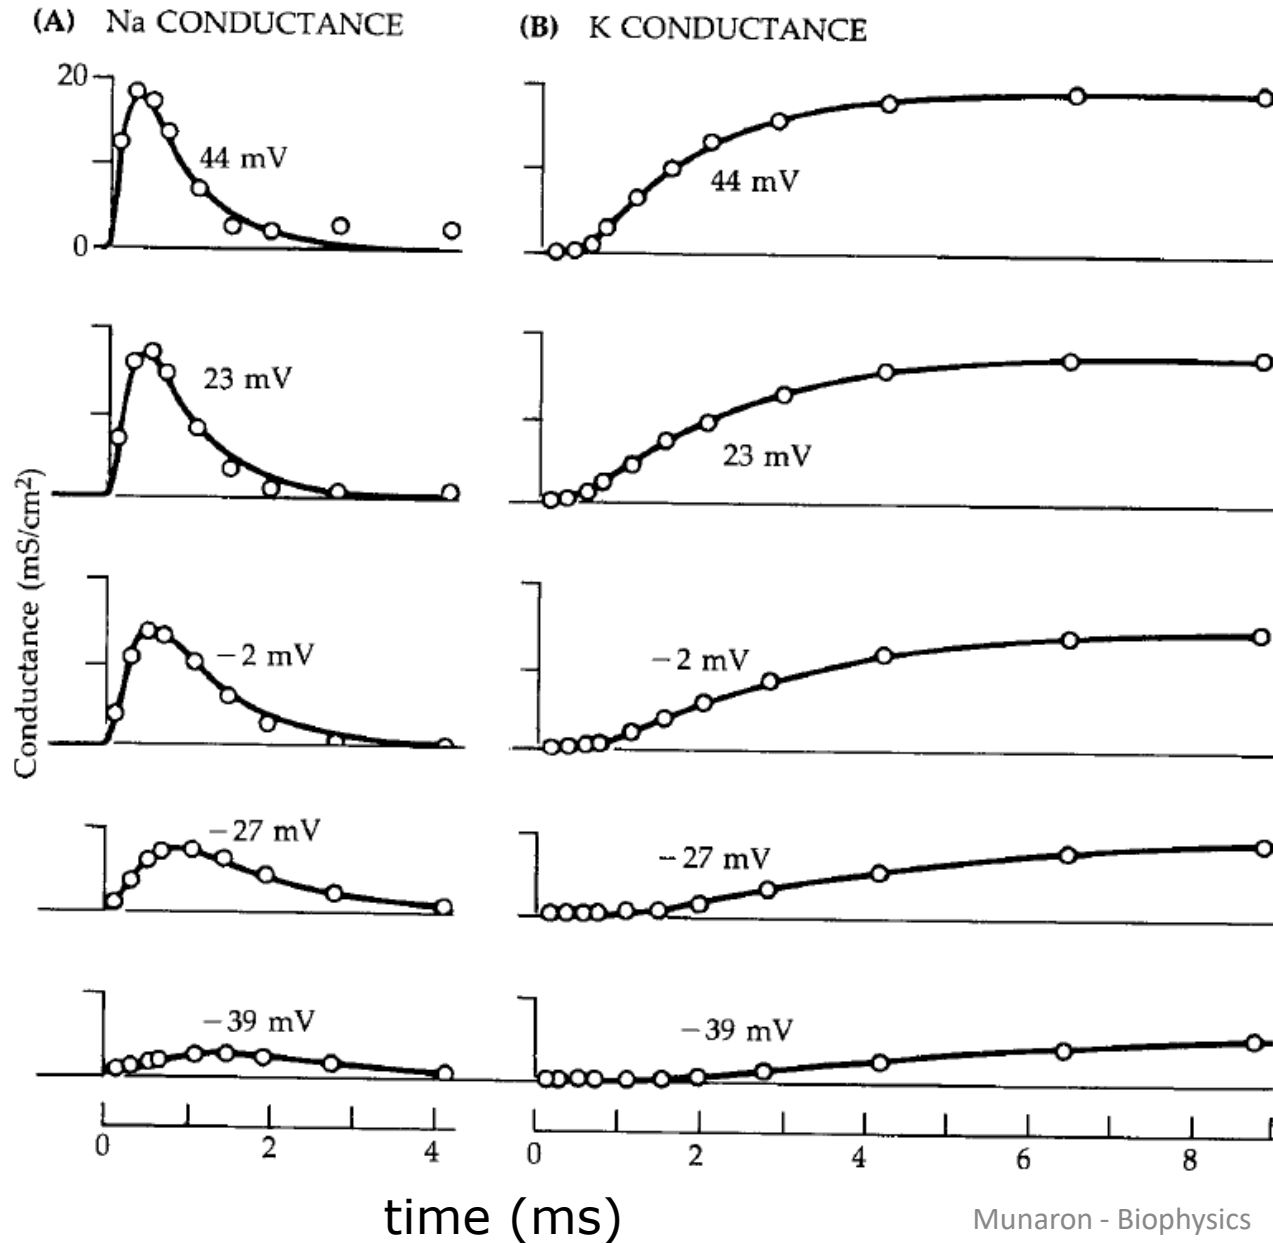 (A) Na CONDUCTANCE
(B) K CONDUCTANCE
20
0
44 mV
44 mV
23 mV
23 mV
Conductance (mS/cm²)
−2 mV
−2 mV
−27 mV
−27 mV
−39 mV
−39 mV
0 2 4
0 2 4 6 8
time (ms)
Munaron - Biophysics